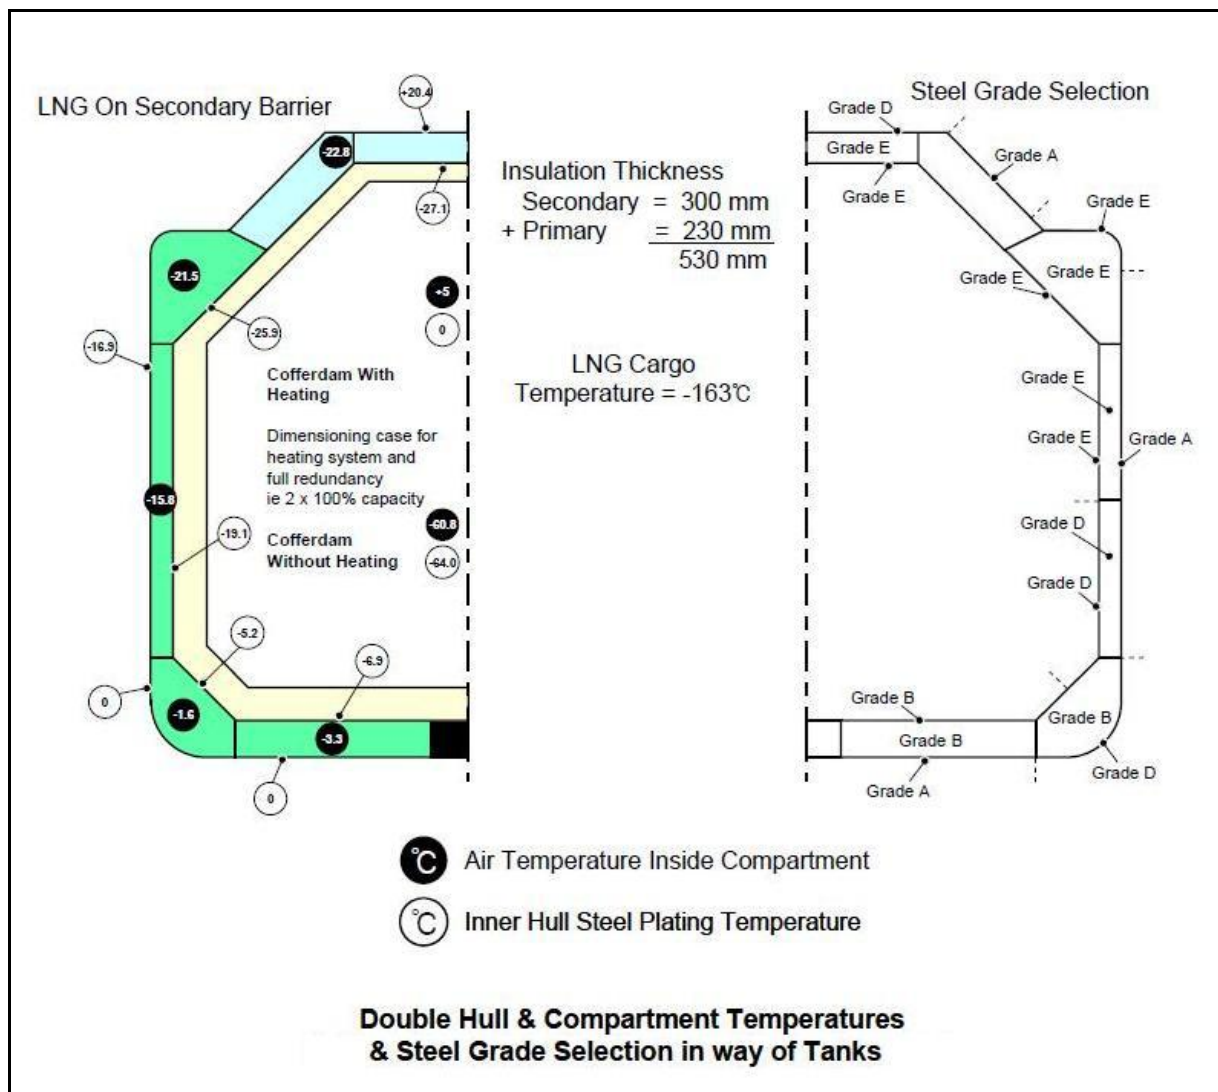 LNG On Secondary Barrier
+20.4
-22.8
-27.1
-21.5
+5
0
-25.9
-16.9
Cofferdam With
Heating
Dimensioning case for
heating system and
full redundancy
ie 2 x 100% capacity
-15.8
-19.1
Cofferdam
Without Heating
-60.8
-64.0
-5.2
-6.9
0
-1.6
-3.3
0
Insulation Thickness
Secondary = 300 mm
+ Primary = 230 mm
530 mm
LNG Cargo
Temperature = -163℃
Steel Grade Selection
Grade D
Grade E
Grade E
Grade A
Grade E
Grade E
Grade E
Grade E
Grade E
Grade A
Grade D
Grade D
Grade B
Grade B
Grade B
Grade D
Grade A
℃ Air Temperature Inside Compartment
℃ Inner Hull Steel Plating Temperature
Double Hull & Compartment Temperatures
& Steel Grade Selection in way of Tanks